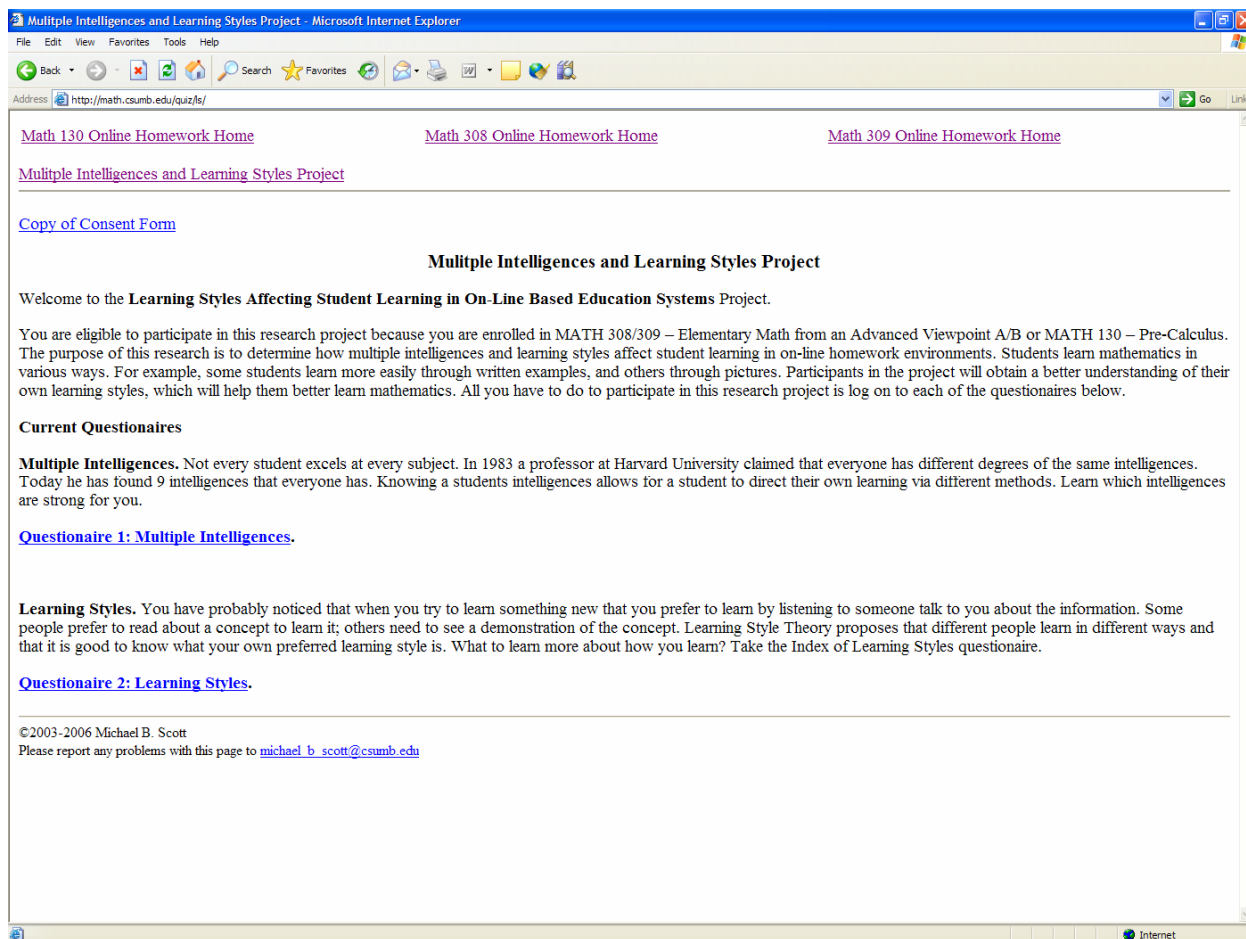 Mulitple Intelligences and Learning Styles Project - Microsoft Internet Explorer
File Edit View Favorites Tools Help
Back Search Favorites
Address http://math.csumb.edu/quiz/ls/ Go
Math 130 Online Homework Home Math 308 Online Homework Home Math 309 Online Homework Home
Mulitple Intelligences and Learning Styles Project
Copy of Consent Form
Mulitple Intelligences and Learning Styles Project
Welcome to the Learning Styles Affecting Student Learning in On-Line Based Education Systems Project.
You are eligible to participate in this research project because you are enrolled in MATH 308/309 – Elementary Math from an Advanced Viewpoint A/B or MATH 130 – Pre-Calculus.
The purpose of this research is to determine how multiple intelligences and learning styles affect student learning in on-line homework environments. Students learn mathematics in
various ways. For example, some students learn more easily through written examples, and others through pictures. Participants in the project will obtain a better understanding of their
own learning styles, which will help them better learn mathematics. All you have to do to participate in this research project is log on to each of the questionaires below.
Current Questionaires
Multiple Intelligences. Not every student excels at every subject. In 1983 a professor at Harvard University claimed that everyone has different degrees of the same intelligences.
Today he has found 9 intelligences that everyone has. Knowing a students intelligences allows for a student to direct their own learning via different methods. Learn which intelligences
are strong for you.
Questionaire 1: Multiple Intelligences.
Learning Styles. You have probably noticed that when you try to learn something new that you prefer to learn by listening to someone talk to you about the information. Some
people prefer to read about a concept to learn it; others need to see a demonstration of the concept. Learning Style Theory proposes that different people learn in different ways and
that it is good to know what your own preferred learning style is. What to learn more about how you learn? Take the Index of Learning Styles questionaire.
Questionaire 2: Learning Styles.
©2003-2006 Michael B. Scott
Please report any problems with this page to michael_b_scott@csumb.edu
Internet